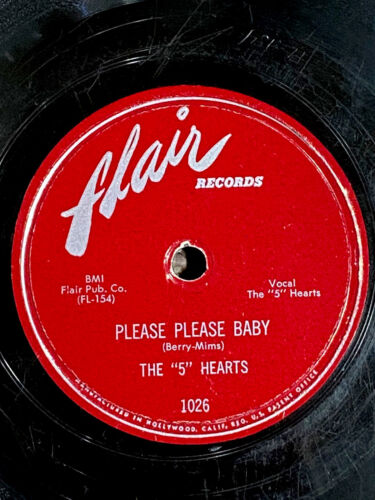 flair
RECORDS
BMI
Flair Pub. Co.
(FL-154)
Vocal
The "5" Hearts
PLEASE PLEASE BABY
(Berry-Mims)
THE "5" HEARTS
1026
MANUFACTURED IN HOLLYWOOD, CALIF., REG. U.S. PATENT OFFICE